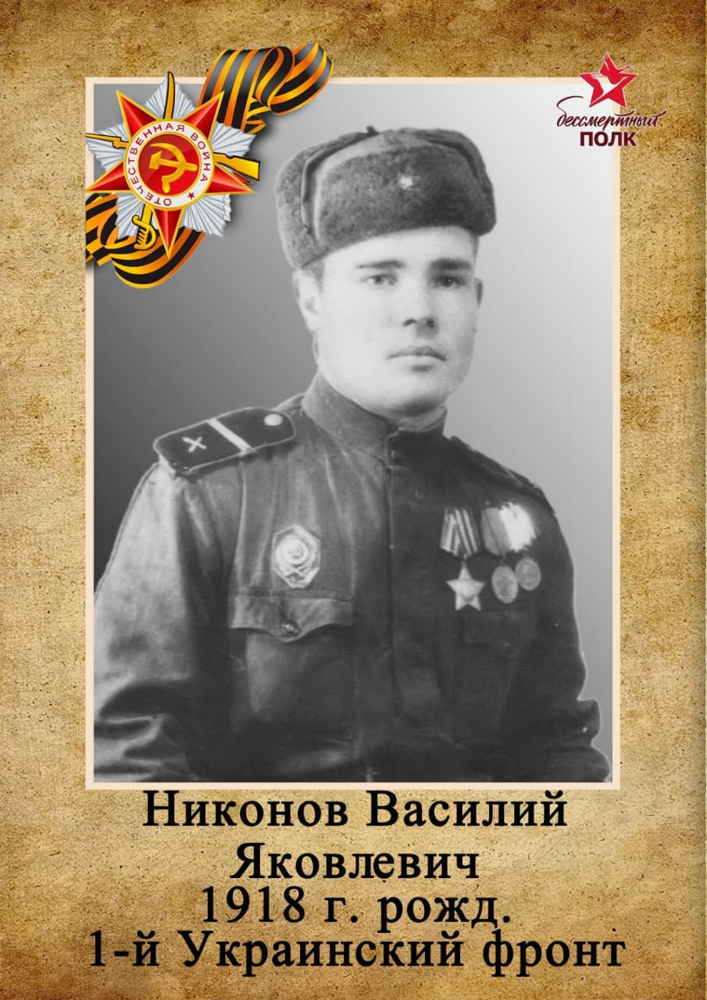 ОТЕЧЕСТВЕННАЯ ВОЙНА
бессмертный
ПОЛК
Никонов Василий
Яковлевич
1918 г. рожд.
1-й Украинский фронт